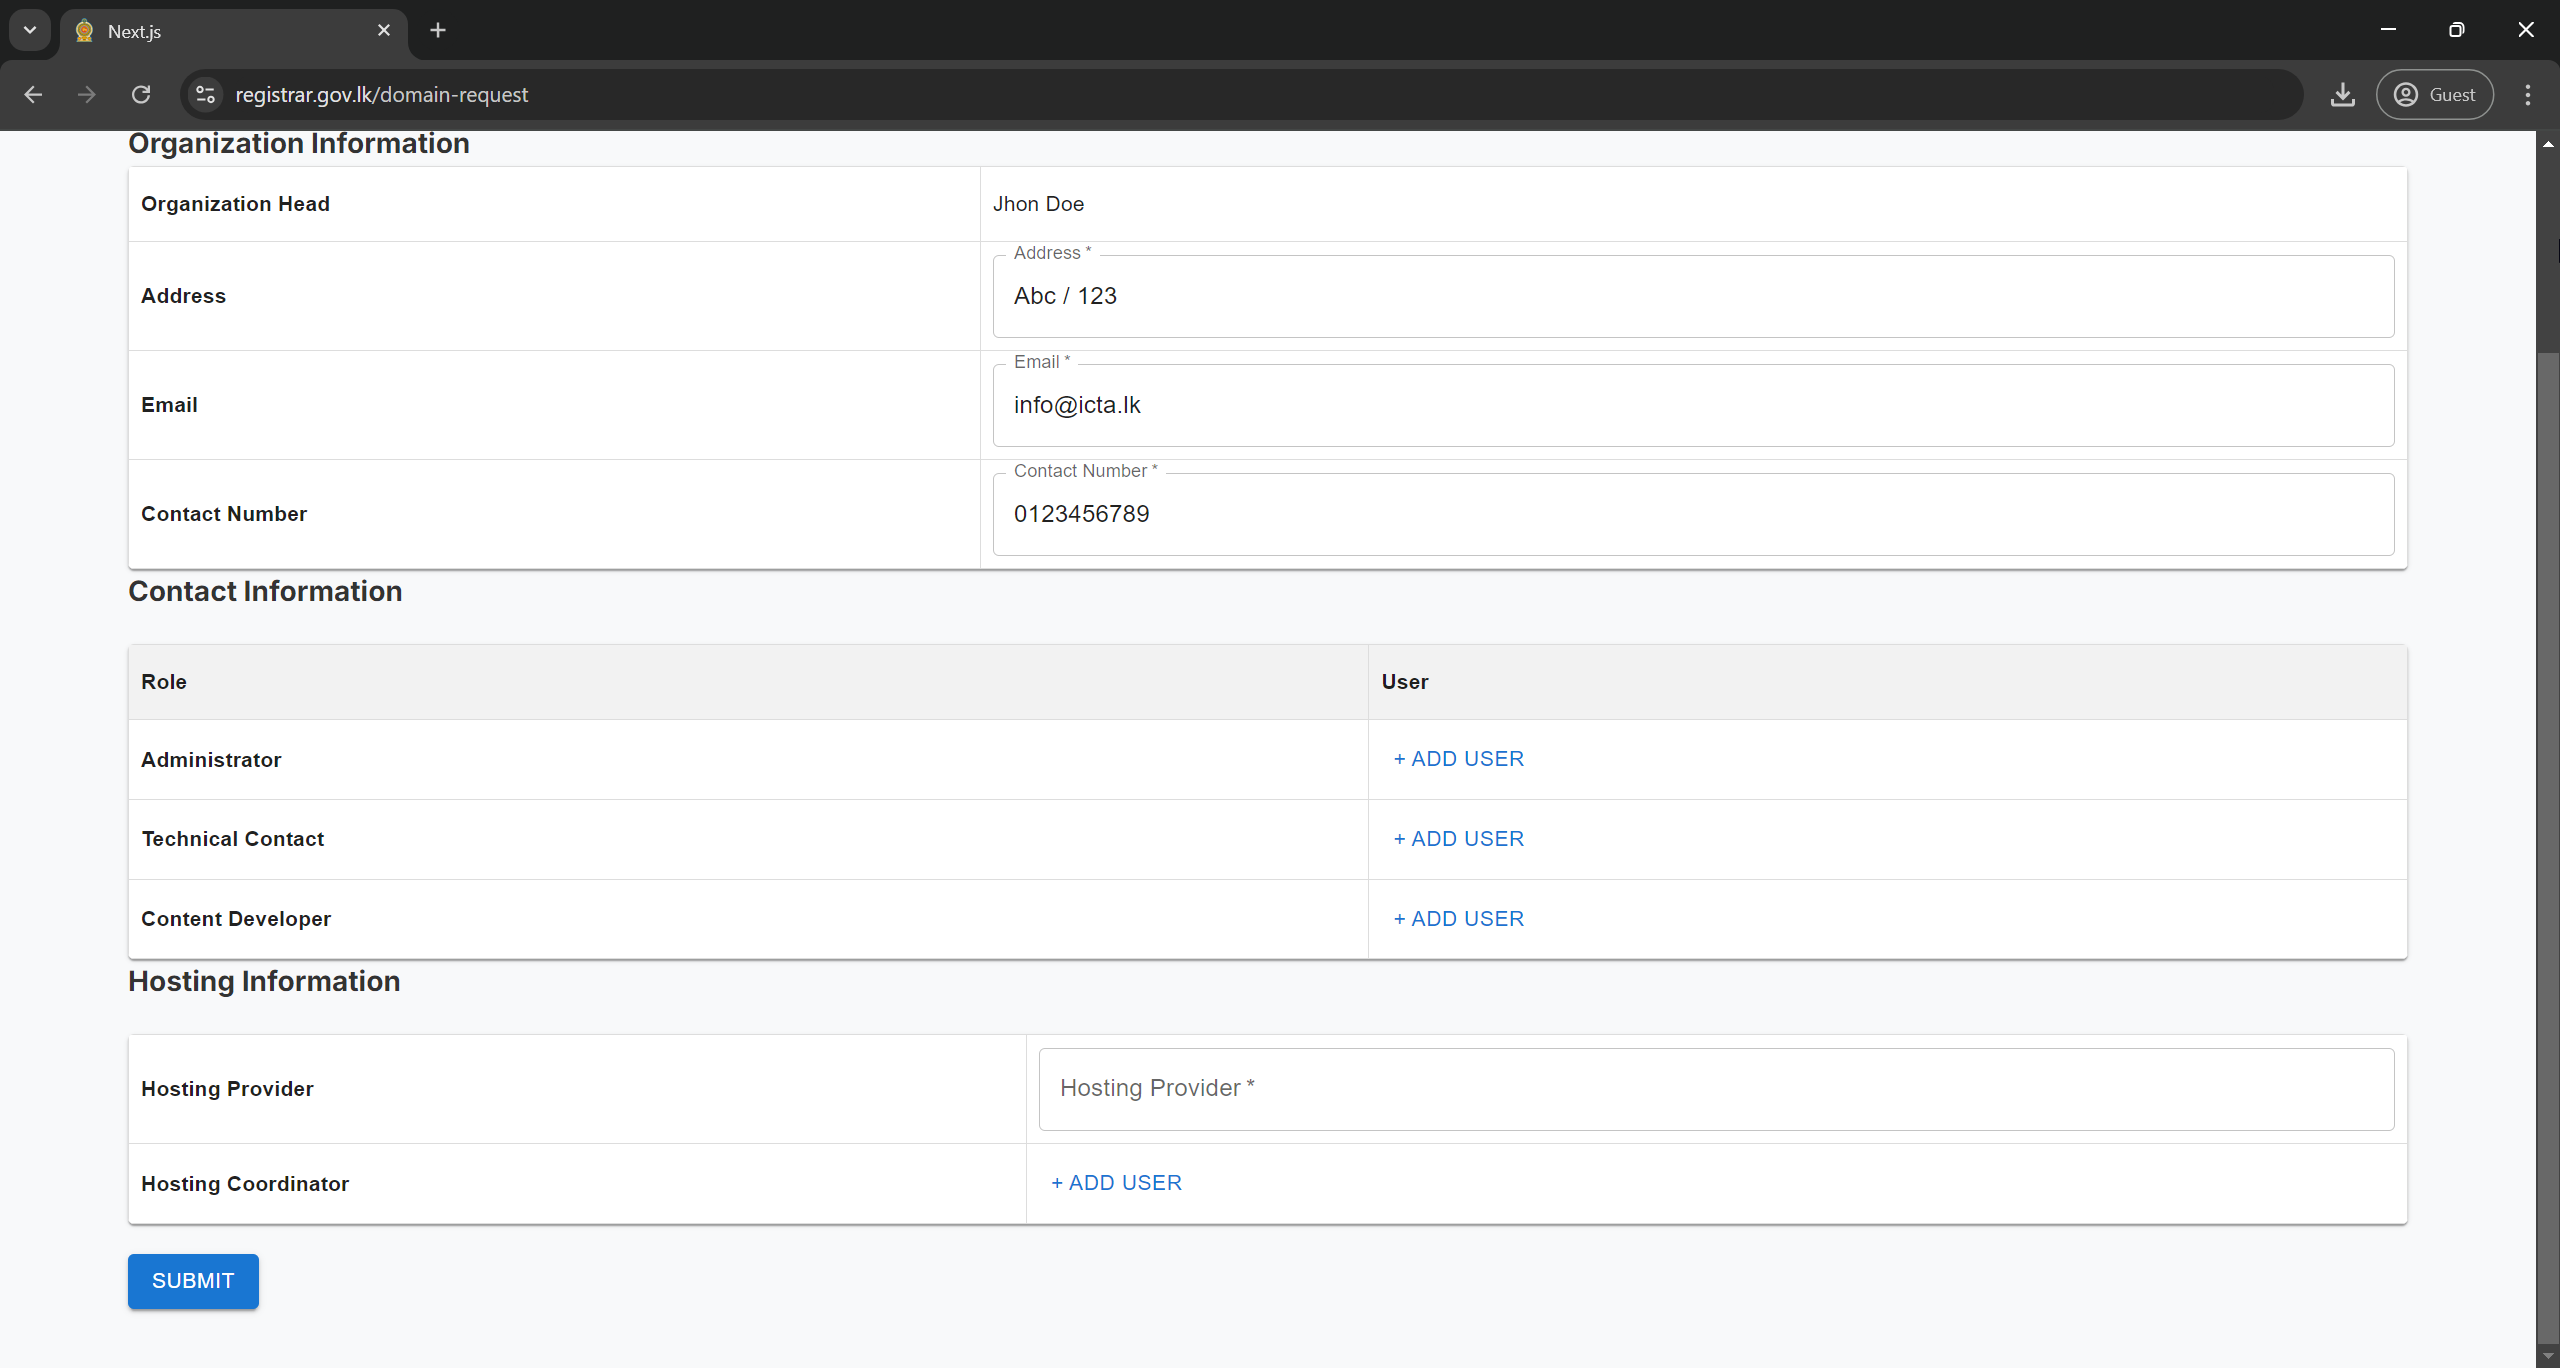 Next.js
registrar.gov.lk/domain-request
Guest
Organization Information
Organization Head
Jhon Doe
Address
Address *
Abc / 123
Email
Email *
info@icta.lk
Contact Number
Contact Number *
0123456789
Contact Information
Role
User
Administrator
+ ADD USER
Technical Contact
+ ADD USER
Content Developer
+ ADD USER
Hosting Information
Hosting Provider
Hosting Provider *
Hosting Coordinator
+ ADD USER
SUBMIT